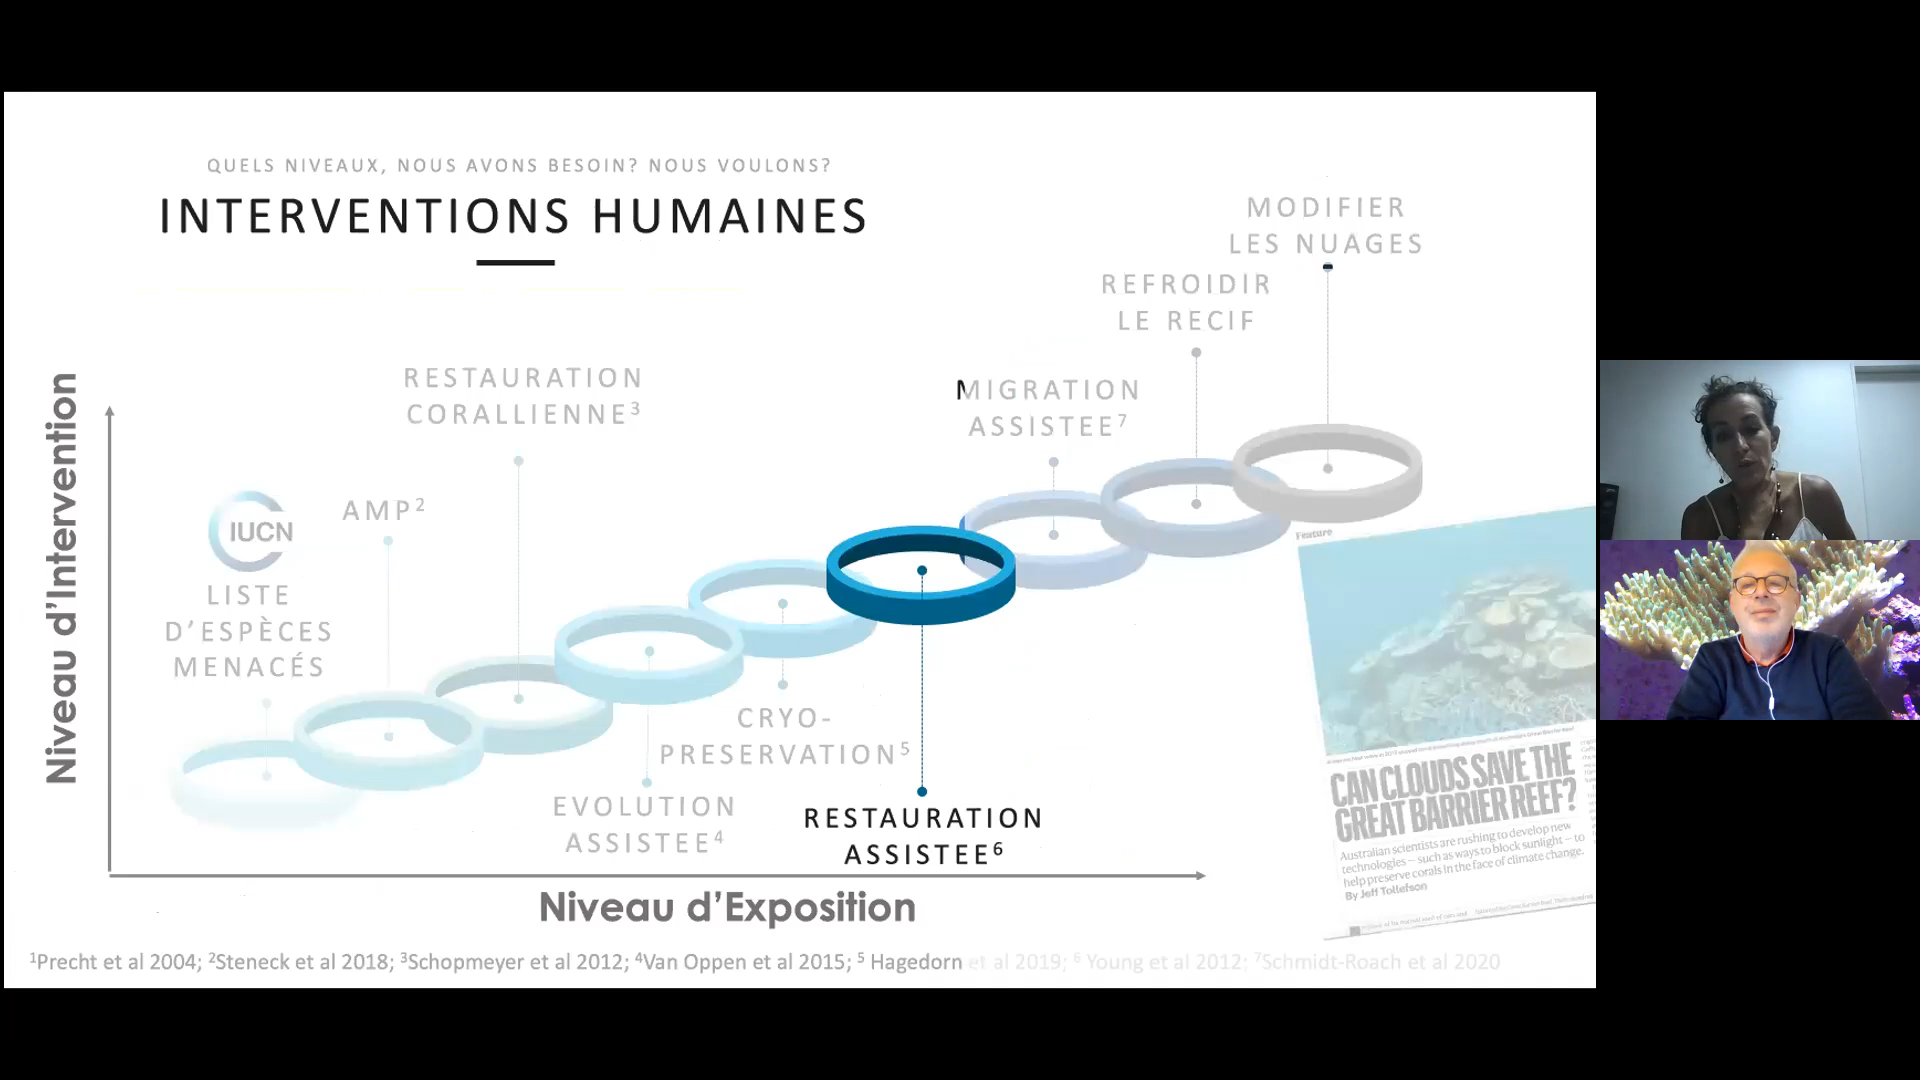 QUELS NIVEAUX, NOUS AVONS BESOIN? NOUS VOULONS?
INTERVENTIONS HUMAINES
MODIFIER
LES NUAGES
REFROIDIR
LE RECIF
MIGRATION
ASSISTEE⁷
RESTAURATION
CORALLIENNE³
AMP²
IUCN
LISTE
D’ESPÈCES
MENACÉS
CRYO-
PRESERVATION⁵
EVOLUTION
ASSISTEE⁴
RESTAURATION
ASSISTEE⁶
Niveau d’Intervention
Niveau d’Exposition
Feature
CAN CLOUDS SAVE THE
GREAT BARRIER REEF?
Australian scientists are rushing to develop new
technologies — such as ways to block sunlight — to
help preserve corals in the face of climate change.
By Jeff Tollefson
¹Precht et al 2004; ²Steneck et al 2018; ³Schopmeyer et al 2012; ⁴Van Oppen et al 2015; ⁵ Hagedorn et al 2019; ⁶ Young et al 2012; ⁷Schmidt-Roach et al 2020